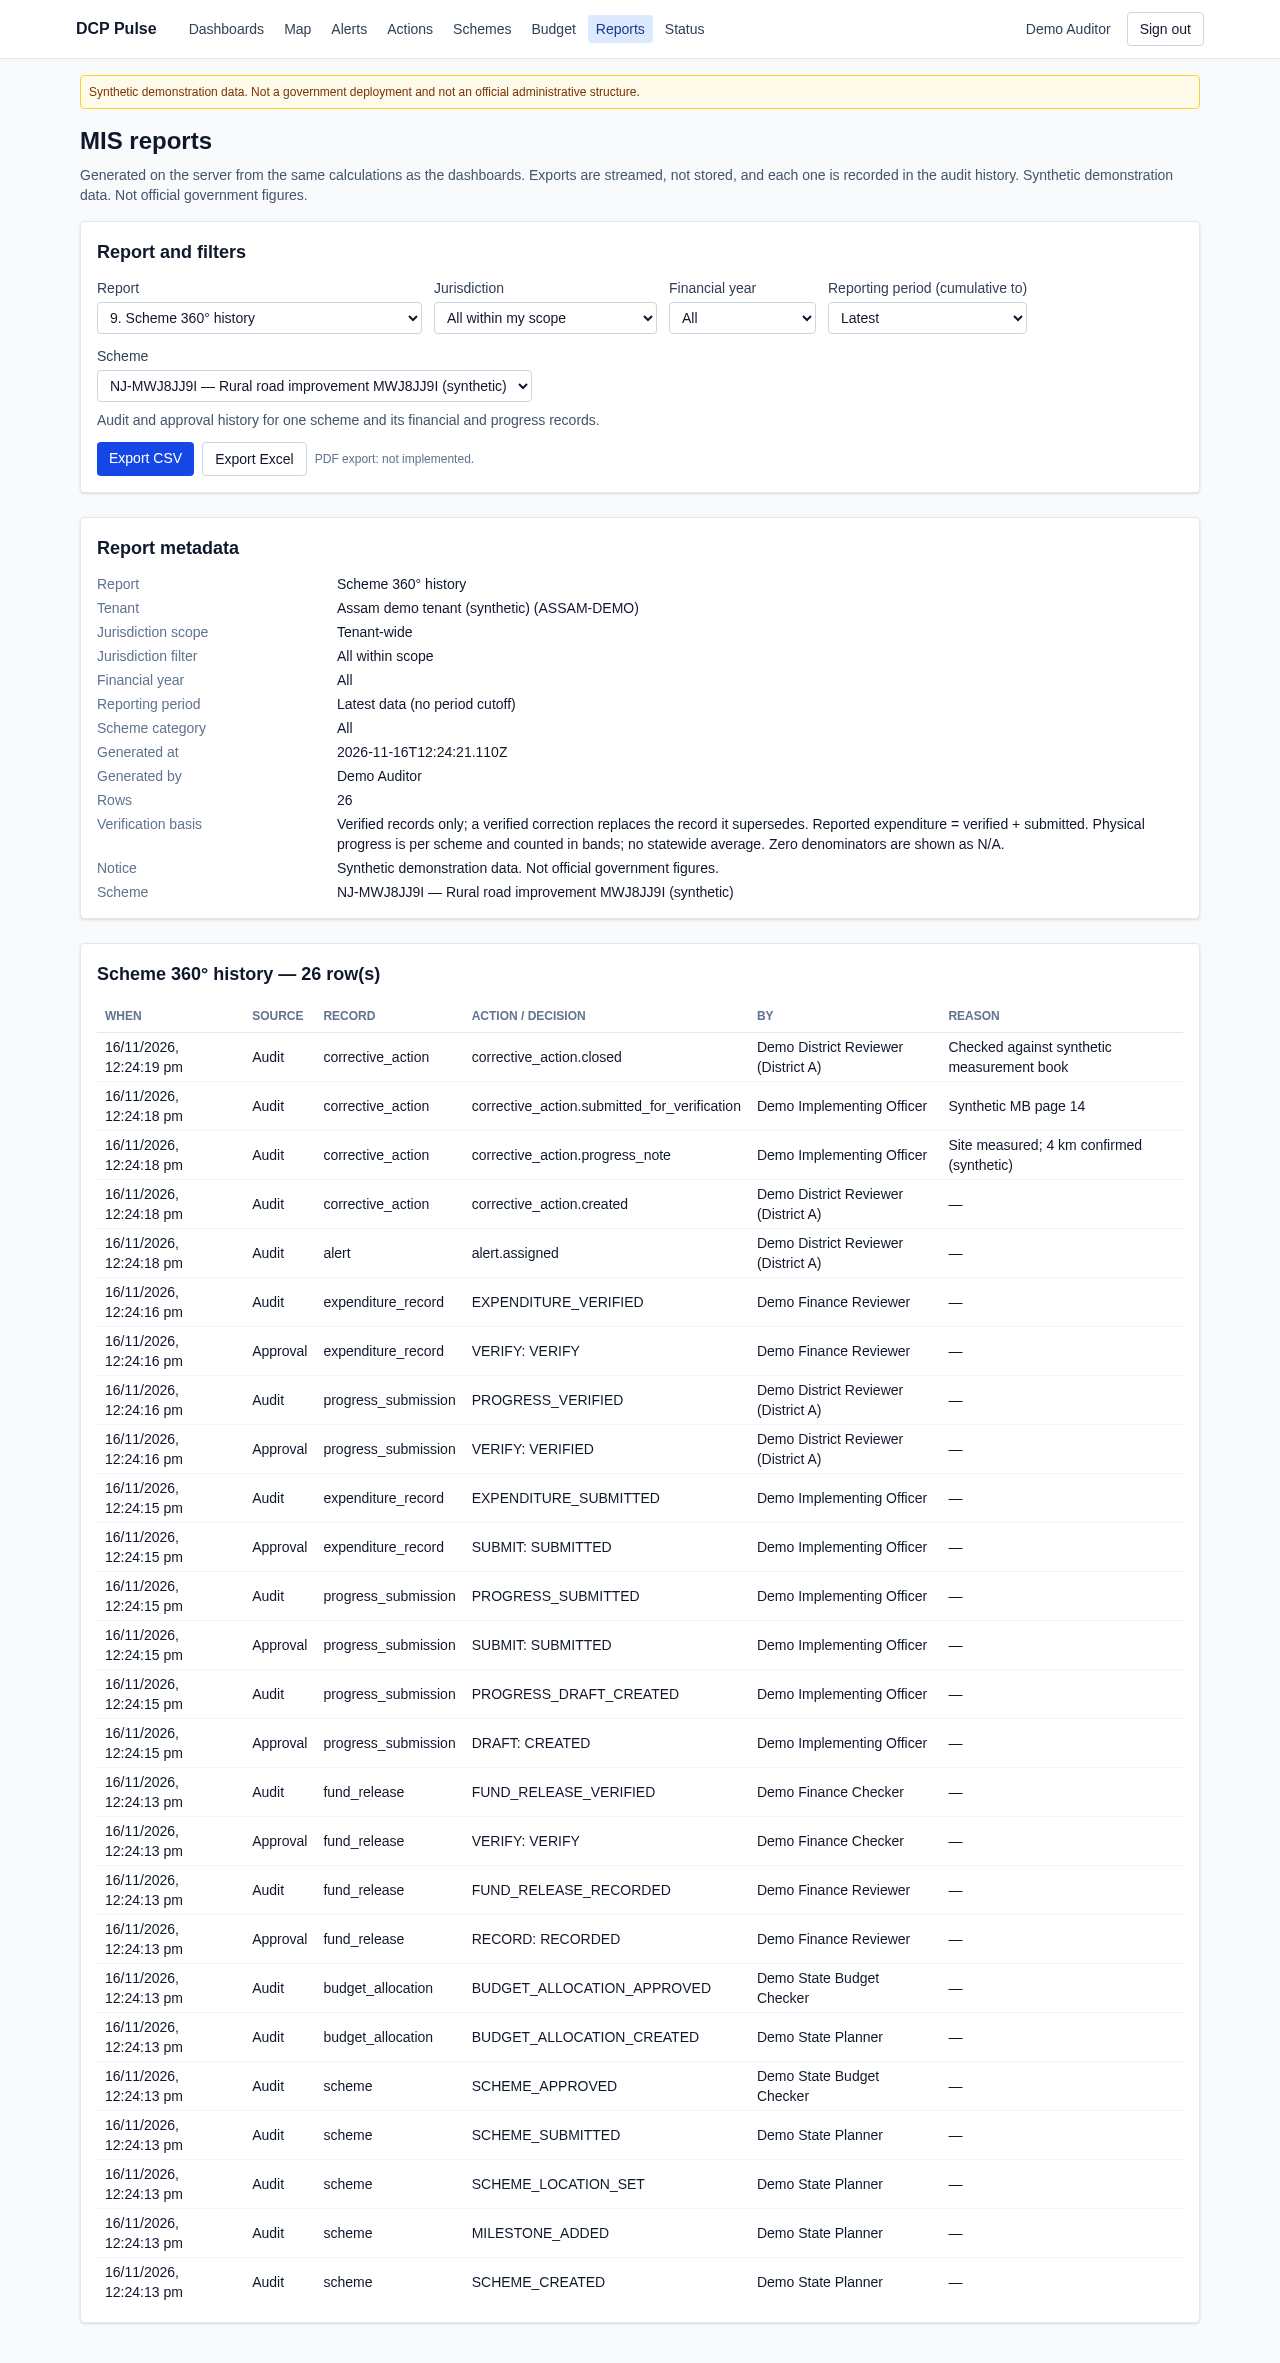 DCP Pulse Dashboards Map Alerts Actions Schemes Budget Reports Status Demo Auditor Sign out
Synthetic demonstration data. Not a government deployment and not an official administrative structure.
MIS reports
Generated on the server from the same calculations as the dashboards. Exports are streamed, not stored, and each one is recorded in the audit history. Synthetic demonstration
data. Not official government figures.
Report and filters
Report Jurisdiction Financial year Reporting period (cumulative to)
9. Scheme 360° history All within my scope All Latest
Scheme
NJ-MWJ8JJ9I — Rural road improvement MWJ8JJ9I (synthetic)
Audit and approval history for one scheme and its financial and progress records.
Export CSV Export Excel PDF export: not implemented.
Report metadata
Report Scheme 360° history
Tenant Assam demo tenant (synthetic) (ASSAM-DEMO)
Jurisdiction scope Tenant-wide
Jurisdiction filter All within scope
Financial year All
Reporting period Latest data (no period cutoff)
Scheme category All
Generated at 2026-11-16T12:24:21.110Z
Generated by Demo Auditor
Rows 26
Verification basis Verified records only; a verified correction replaces the record it supersedes. Reported expenditure = verified + submitted. Physical
progress is per scheme and counted in bands; no statewide average. Zero denominators are shown as N/A.
Notice Synthetic demonstration data. Not official government figures.
Scheme NJ-MWJ8JJ9I — Rural road improvement MWJ8JJ9I (synthetic)
Scheme 360° history — 26 row(s)
WHEN SOURCE RECORD ACTION / DECISION BY REASON
16/11/2026, 12:24:19 pm Audit corrective_action corrective_action.closed Demo District Reviewer (District A) Checked against synthetic measurement book
16/11/2026, 12:24:18 pm Audit corrective_action corrective_action.submitted_for_verification Demo Implementing Officer Synthetic MB page 14
16/11/2026, 12:24:18 pm Audit corrective_action corrective_action.progress_note Demo Implementing Officer Site measured; 4 km confirmed (synthetic)
16/11/2026, 12:24:18 pm Audit corrective_action corrective_action.created Demo District Reviewer (District A) —
16/11/2026, 12:24:18 pm Audit alert alert.assigned Demo District Reviewer (District A) —
16/11/2026, 12:24:16 pm Audit expenditure_record EXPENDITURE_VERIFIED Demo Finance Reviewer —
16/11/2026, 12:24:16 pm Approval expenditure_record VERIFY: VERIFY Demo Finance Reviewer —
16/11/2026, 12:24:16 pm Audit progress_submission PROGRESS_VERIFIED Demo District Reviewer (District A) —
16/11/2026, 12:24:16 pm Approval progress_submission VERIFY: VERIFIED Demo District Reviewer (District A) —
16/11/2026, 12:24:15 pm Audit expenditure_record EXPENDITURE_SUBMITTED Demo Implementing Officer —
16/11/2026, 12:24:15 pm Approval expenditure_record SUBMIT: SUBMITTED Demo Implementing Officer —
16/11/2026, 12:24:15 pm Audit progress_submission PROGRESS_SUBMITTED Demo Implementing Officer —
16/11/2026, 12:24:15 pm Approval progress_submission SUBMIT: SUBMITTED Demo Implementing Officer —
16/11/2026, 12:24:15 pm Audit progress_submission PROGRESS_DRAFT_CREATED Demo Implementing Officer —
16/11/2026, 12:24:15 pm Approval progress_submission DRAFT: CREATED Demo Implementing Officer —
16/11/2026, 12:24:13 pm Audit fund_release FUND_RELEASE_VERIFIED Demo Finance Checker —
16/11/2026, 12:24:13 pm Approval fund_release VERIFY: VERIFY Demo Finance Checker —
16/11/2026, 12:24:13 pm Audit fund_release FUND_RELEASE_RECORDED Demo Finance Reviewer —
16/11/2026, 12:24:13 pm Approval fund_release RECORD: RECORDED Demo Finance Reviewer —
16/11/2026, 12:24:13 pm Audit budget_allocation BUDGET_ALLOCATION_APPROVED Demo State Budget Checker —
16/11/2026, 12:24:13 pm Audit budget_allocation BUDGET_ALLOCATION_CREATED Demo State Planner —
16/11/2026, 12:24:13 pm Audit scheme SCHEME_APPROVED Demo State Budget Checker —
16/11/2026, 12:24:13 pm Audit scheme SCHEME_SUBMITTED Demo State Planner —
16/11/2026, 12:24:13 pm Audit scheme SCHEME_LOCATION_SET Demo State Planner —
16/11/2026, 12:24:13 pm Audit scheme MILESTONE_ADDED Demo State Planner —
16/11/2026, 12:24:13 pm Audit scheme SCHEME_CREATED Demo State Planner —